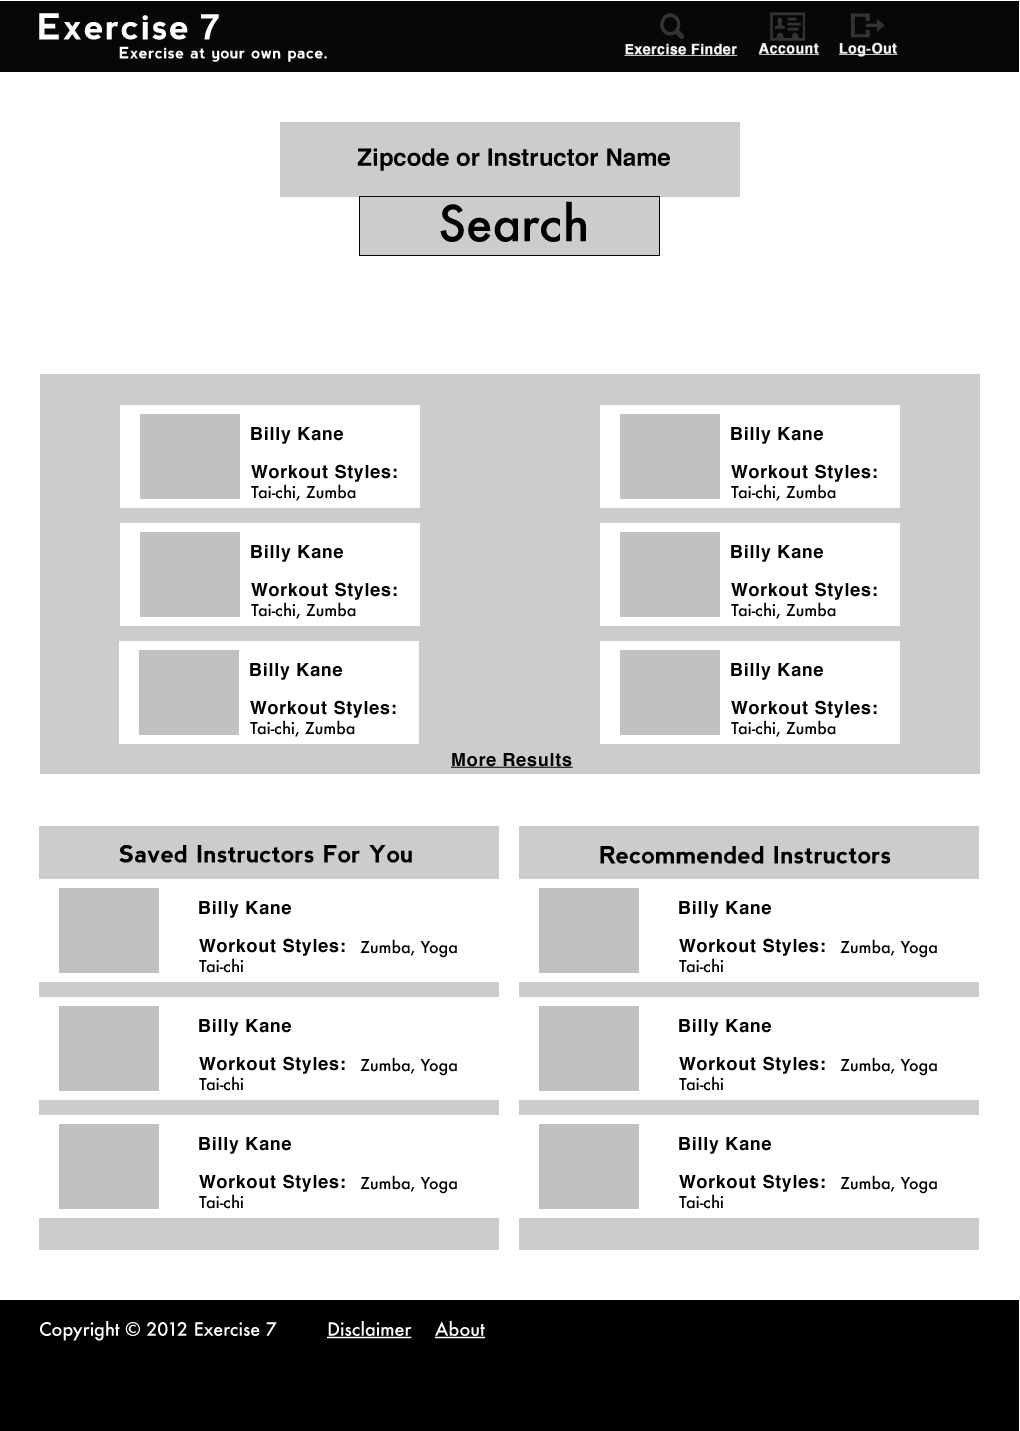 Exercise 7
Exercise at your own pace.
Exercise Finder
Account
Log-Out
Zipcode or Instructor Name
Search
Billy Kane
Workout Styles:
Tai-chi, Zumba
Billy Kane
Workout Styles:
Tai-chi, Zumba
Billy Kane
Workout Styles:
Tai-chi, Zumba
Billy Kane
Workout Styles:
Tai-chi, Zumba
Billy Kane
Workout Styles:
Tai-chi, Zumba
Billy Kane
Workout Styles:
Tai-chi, Zumba
More Results
Saved Instructors For You
Billy Kane
Workout Styles: Zumba, Yoga
Tai-chi
Billy Kane
Workout Styles: Zumba, Yoga
Tai-chi
Billy Kane
Workout Styles: Zumba, Yoga
Tai-chi
Recommended Instructors
Billy Kane
Workout Styles: Zumba, Yoga
Tai-chi
Billy Kane
Workout Styles: Zumba, Yoga
Tai-chi
Billy Kane
Workout Styles: Zumba, Yoga
Tai-chi
Copyright © 2012 Exercise 7 Disclaimer About